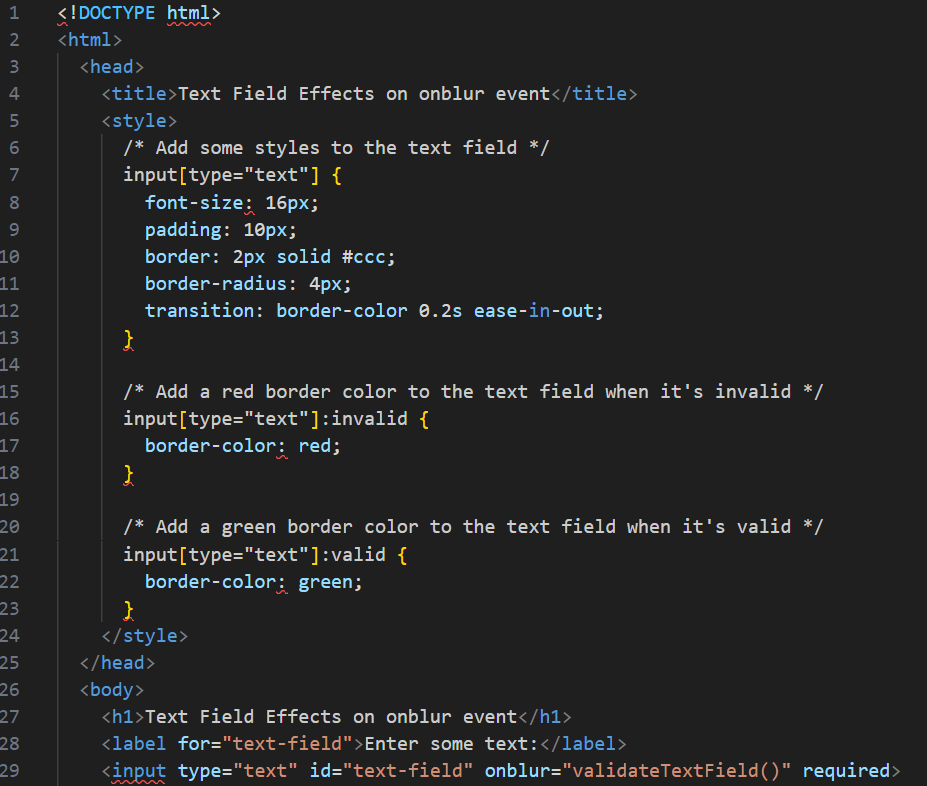 1 <!DOCTYPE html>
2 <html>
3 <head>
4 <title>Text Field Effects on onblur event</title>
5 <style>
6 /* Add some styles to the text field */
7 input[type="text"] {
8 font-size: 16px;
9 padding: 10px;
10 border: 2px solid #ccc;
11 border-radius: 4px;
12 transition: border-color 0.2s ease-in-out;
13 }
14
15 /* Add a red border color to the text field when it's invalid */
16 input[type="text"]:invalid {
17 border-color: red;
18 }
19
20 /* Add a green border color to the text field when it's valid */
21 input[type="text"]:valid {
22 border-color: green;
23 }
24 </style>
25 </head>
26 <body>
27 <h1>Text Field Effects on onblur event</h1>
28 <label for="text-field">Enter some text:</label>
29 <input type="text" id="text-field" onblur="validateTextField()" required>